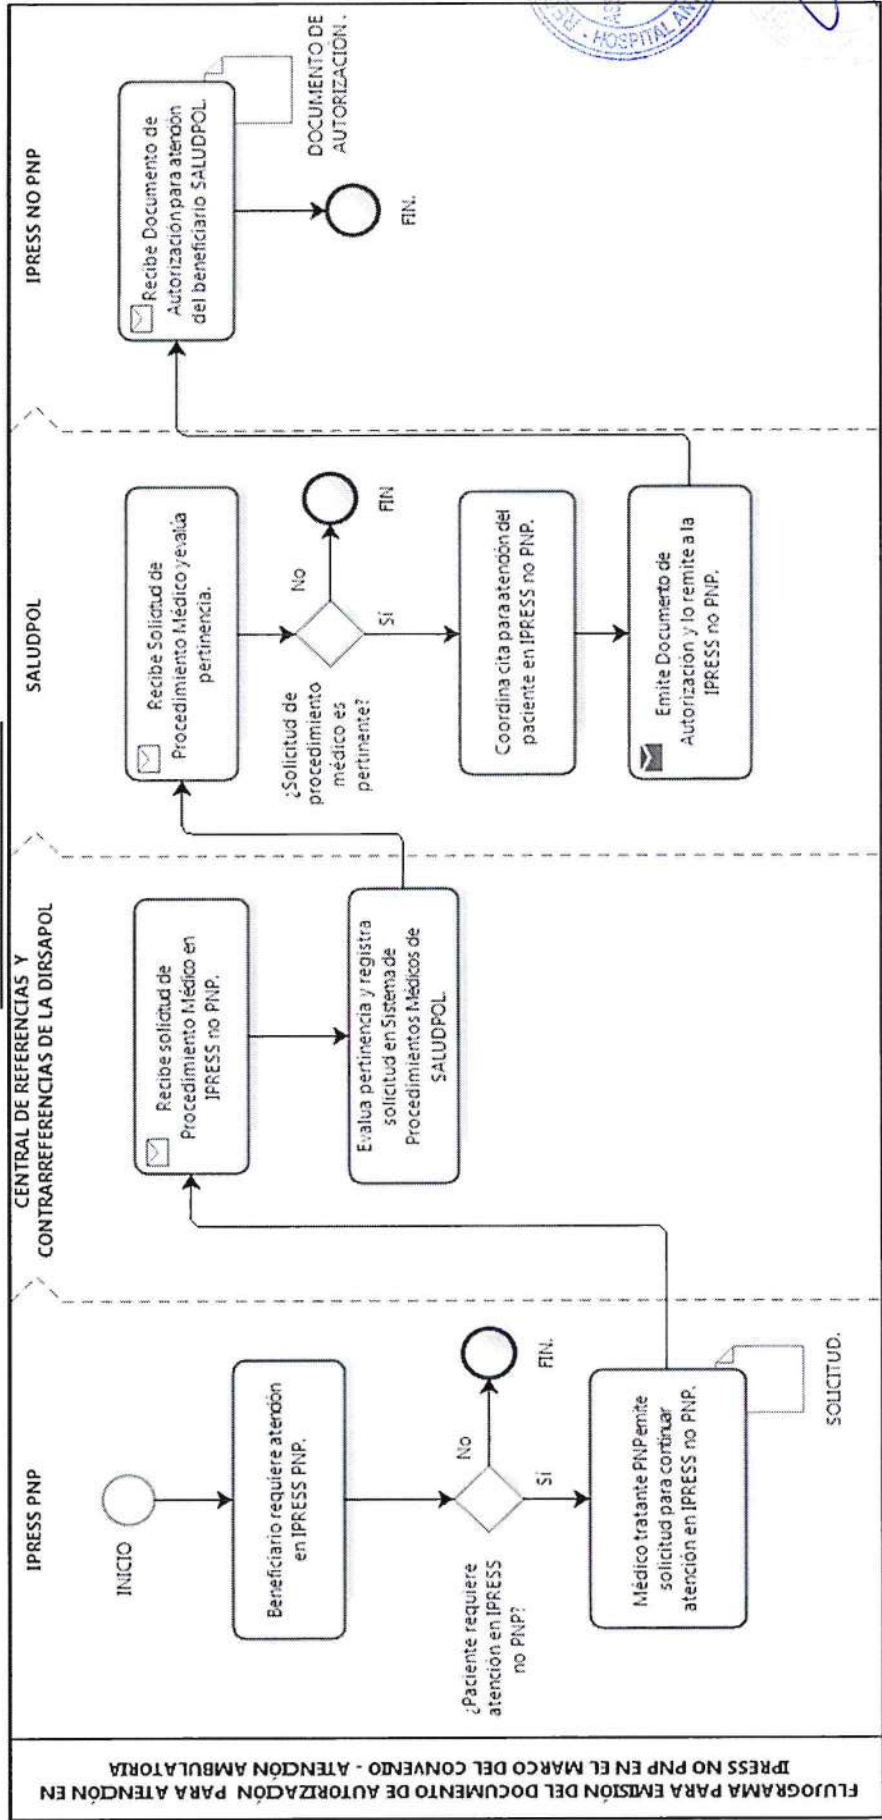 FLUJOGRAMA PARA EMISIÓN DEL DOCUMENTO DE AUTORIZACIÓN PARA ATENCIÓN EN
IPRESS NO PNP EN EL MARCO DEL CONVENIO - ATENCIÓN AMBULATORIA
IPRESS PNP
INICIO
Beneficiario requiere atención
en IPRESS PNP.
¿Paciente requiere
atención en IPRESS
no PNP?
No
FIN.
Sí
Médico tratante PNPemite
solicitud para continuar
atención en IPRESS no PNP.
SOLICITUD.
CENTRAL DE REFERENCIAS Y
CONTRARREFERENCIAS DE LA DIRSAPOL
Recibe solicitud de
Procedimiento Médico en
IPRESS no PNP.
Evalua pertinencia y registra
solicitud en Sistema de
Procedimientos Médicos de
SALUDPOL.
SALUDPOL
Recibe Solicitud de
Procedimiento Médico yevalúa
pertinencia.
¿Solicitud de
procedimiento
médico es
pertinente?
No
FIN
Sí
Coordina cita para atención del
paciente en IPRESS no PNP.
Emite Documento de
Autorización y lo remite a la
IPRESS no PNP.
IPRESS NO PNP
Recibe Documento de
Autorización para atención
del beneficiario SALUDPOL.
DOCUMENTO DE
AUTORIZACIÓN.
FIN.
HOSPITAL